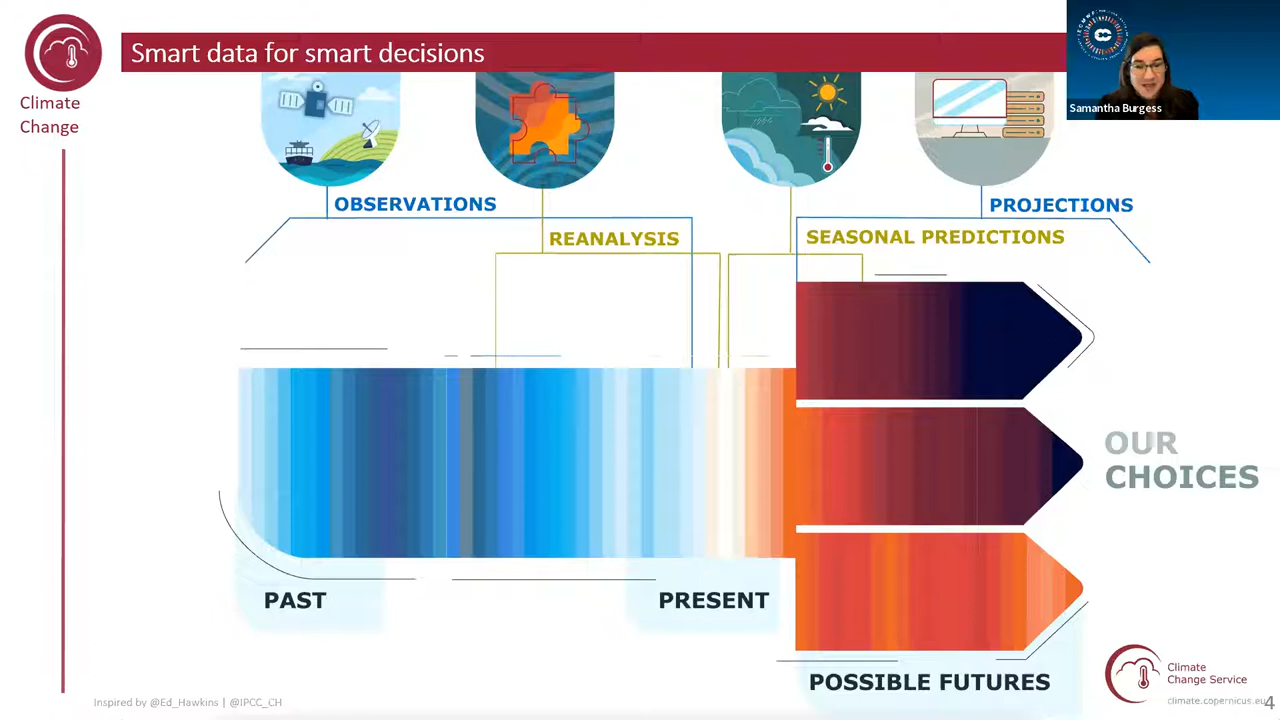 Smart data for smart decisions
Climate
Change
Samantha Burgess
OBSERVATIONS
PROJECTIONS
REANALYSIS
SEASONAL PREDICTIONS
OUR
CHOICES
PAST
PRESENT
POSSIBLE FUTURES
Climate
Change Service
climate.copernicus.eu
4
Inspired by @Ed_Hawkins | @IPCC_CH